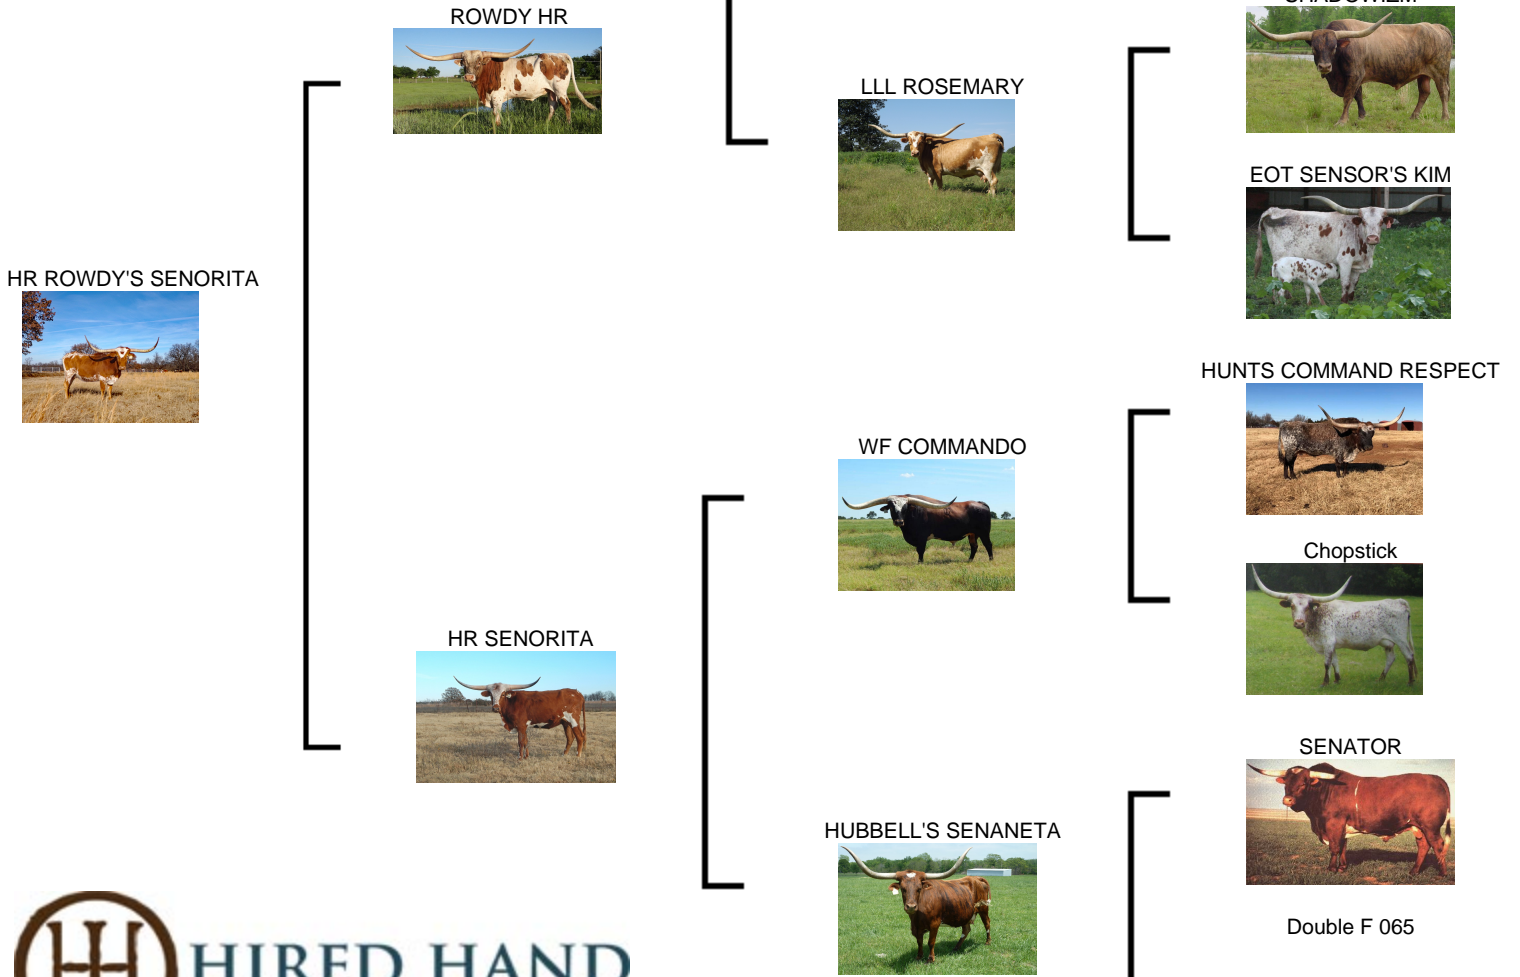 ROWDY HR
LLL ROSEMARY
EOT SENSOR'S KIM
HR ROWDY'S SENORITA
HUNTS COMMAND RESPECT
WF COMMANDO
Chopstick
HR SENORITA
SENATOR
HUBBELL'S SENANETA
Double F 065
HIRED HAND